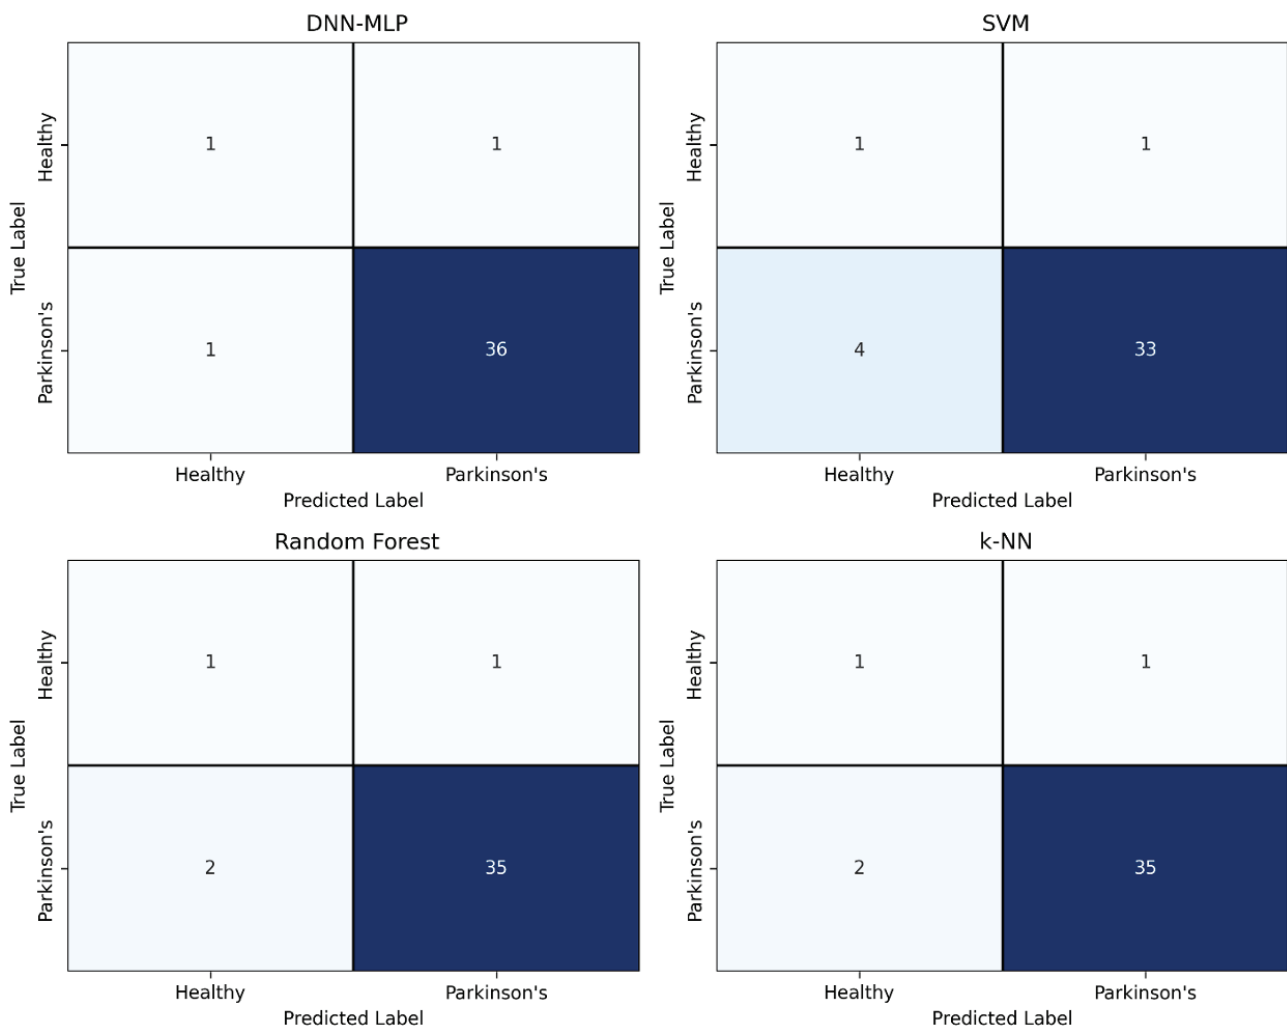 DNN-MLP
True Label
Healthy
Parkinson's
1
1
1
36
Healthy
Parkinson's
Predicted Label
SVM
True Label
Healthy
Parkinson's
1
1
4
33
Healthy
Parkinson's
Predicted Label
Random Forest
True Label
Healthy
Parkinson's
1
1
2
35
Healthy
Parkinson's
Predicted Label
k-NN
True Label
Healthy
Parkinson's
1
1
2
35
Healthy
Parkinson's
Predicted Label